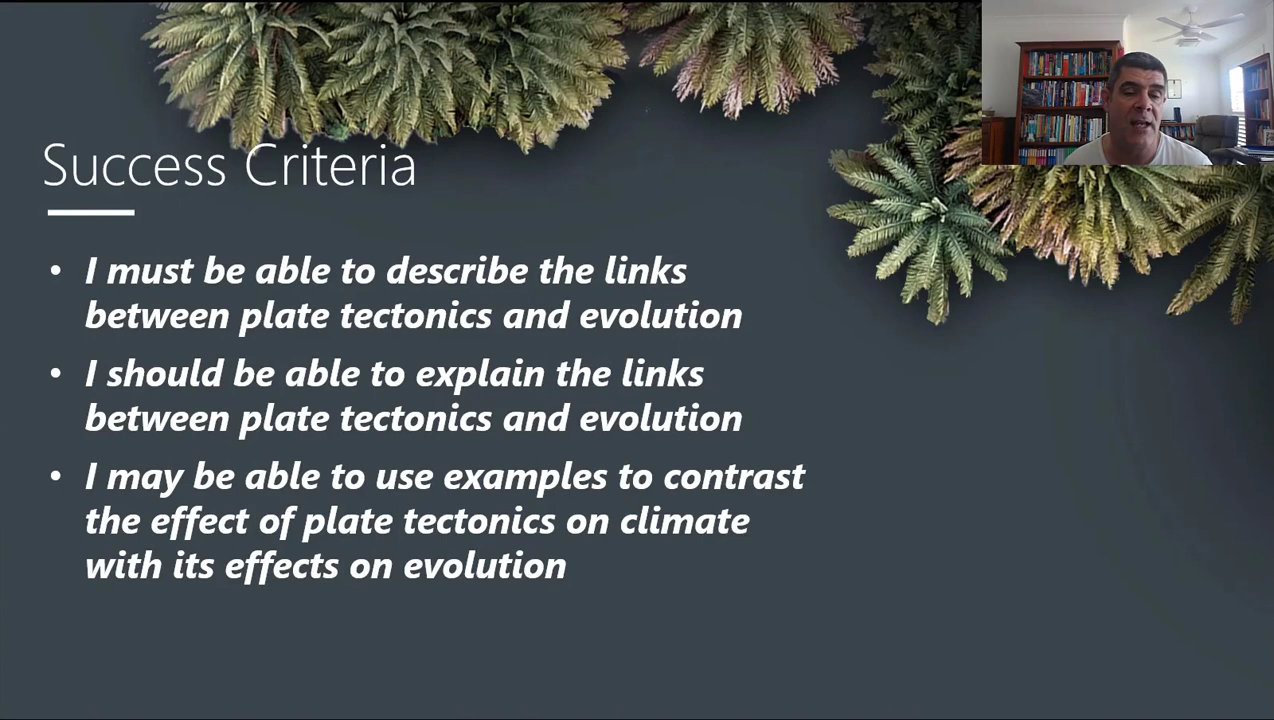 Success Criteria
• I must be able to describe the links
between plate tectonics and evolution
• I should be able to explain the links
between plate tectonics and evolution
• I may be able to use examples to contrast
the effect of plate tectonics on climate
with its effects on evolution